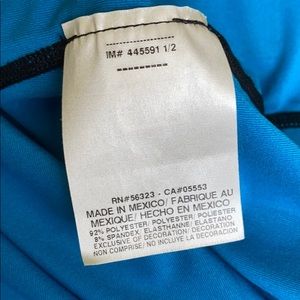 IM# 445591 1/2
----------
RN#56323 - CA#05553
MADE IN MEXICO/ FABRIQUE AU
MEXIQUE/ HECHO EN MEXICO
92% POLYESTER/ POLYESTER/ POLIESTER
8% SPANDEX/ ELASTHANNE/ ELASTANO
EXCLUSIVE OF DECORATION / DECORATION
NON COMPRISE/ NO INCLUYE LA DECORACION